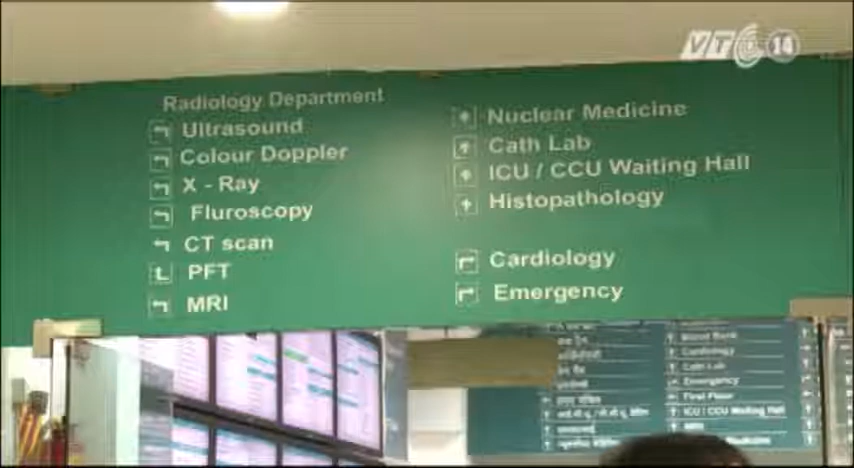 VTC 14
Radiology Department
Ultrasound
Colour Doppler
X - Ray
Fluroscopy
CT scan
PFT
MRI
Nuclear Medicine
Cath Lab
ICU / CCU Waiting Hall
Histopathology
Cardiology
Emergency
Blood Bank
Cardiology
Cath Lab
Emergency
First Floor
ICU / CCU Waiting Hall
MRI
Medicine